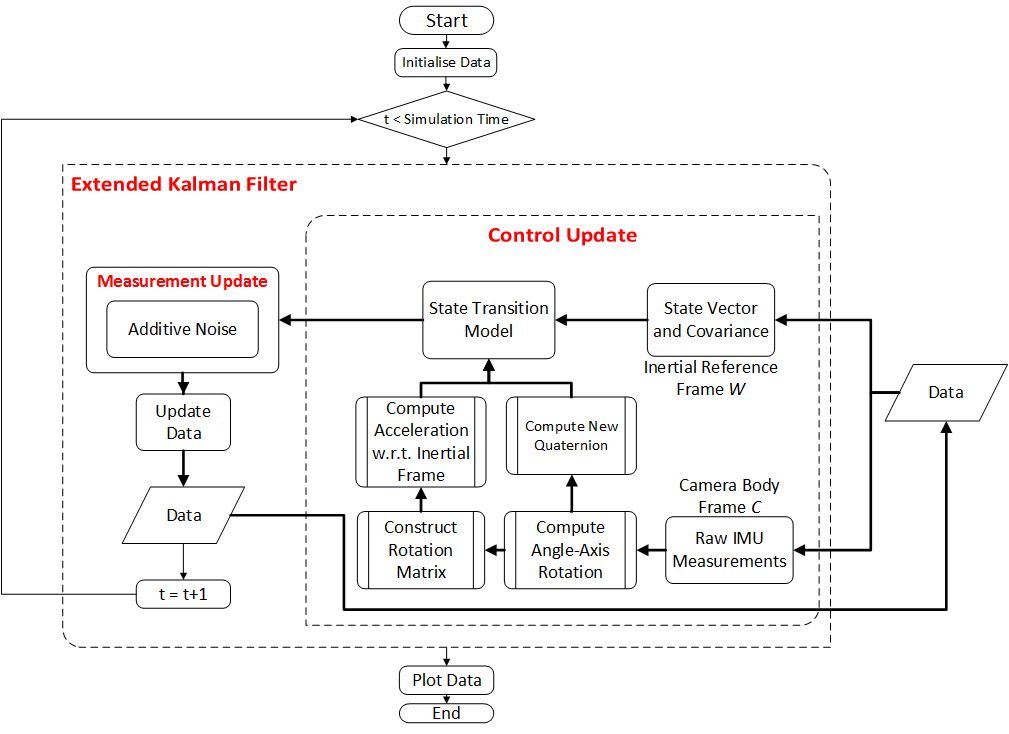 Start
Initialise Data
t < Simulation Time
Extended Kalman Filter
Control Update
Measurement Update
Additive Noise
State Transition
Model
State Vector
and Covariance
Inertial Reference
Frame W
Data
Update
Data
Compute
Acceleration
w.r.t. Inertial
Frame
Compute New
Quaternion
Camera Body
Frame C
Data
Construct
Rotation
Matrix
Compute
Angle-Axis
Rotation
Raw IMU
Measurements
t = t+1
Plot Data
End